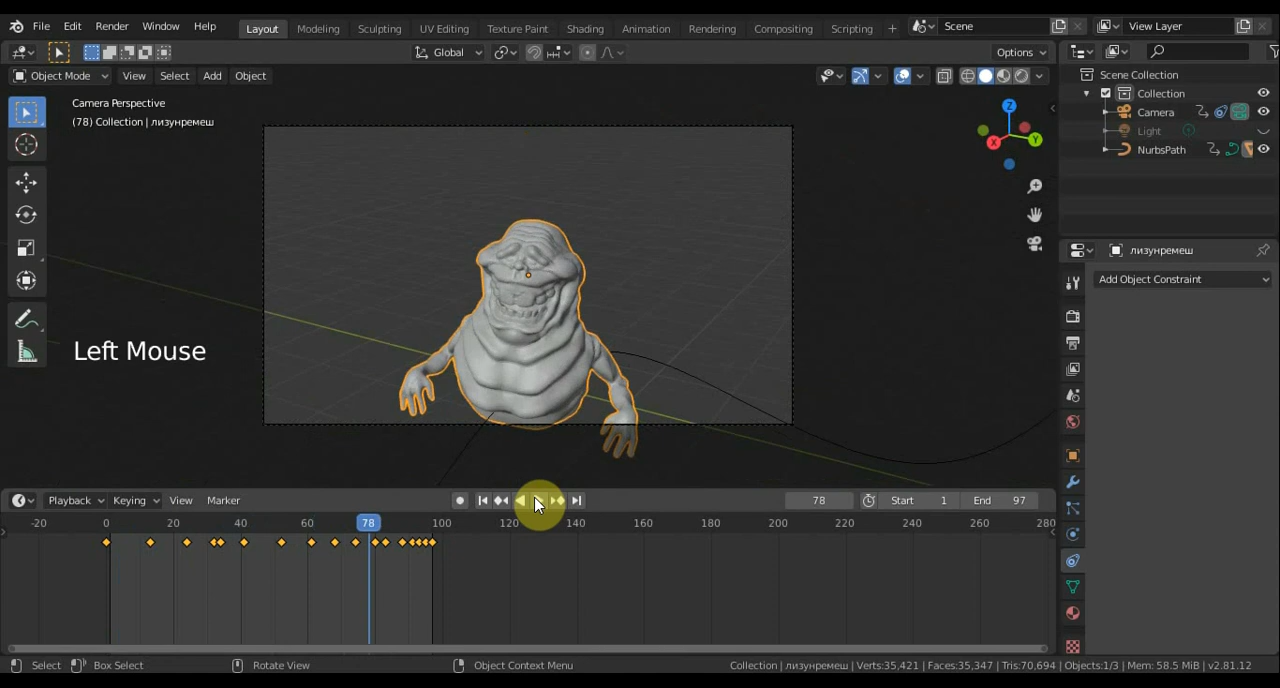 File Edit Render Window Help Layout Modeling Sculpting UV Editing Texture Paint Shading Animation Rendering Compositing Scripting + Scene View Layer
Global Options
Object Mode View Select Add Object
Scene Collection
Collection
Camera
Light
NurbsPath
Camera Perspective
(78) Collection | лизунремеш
Z
Y
X
лизунремеш
Add Object Constraint
Left Mouse
Playback Keying View Marker 78 Start 1 End 97
-20 0 20 40 60 78 100 120 140 160 180 200 220 240 260 280
Select Box Select Rotate View Object Context Menu Collection | лизунремеш | Verts:35,421 | Faces:35,347 | Tris:70,694 | Objects:1/3 | Mem: 58.5 MiB | v2.81.12